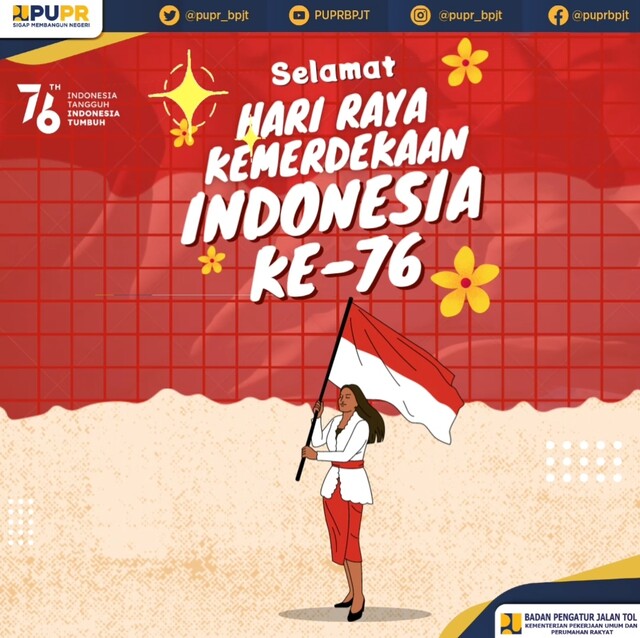 PUPR
SIGAP MEMBANGUN NEGERI
@pupr_bpjt
PUPRBPJT
@pupr_bpjt
@puprbpjt
76TH
INDONESIA
TANGGUH
INDONESIA
TUMBUH
Selamat
HARI RAYA
KEMERDEKAAN
INDONESIA
KE-76
BADAN PENGATUR JALAN TOL
KEMENTERIAN PEKERJAAN UMUM DAN
PERUMAHAN RAKYAT